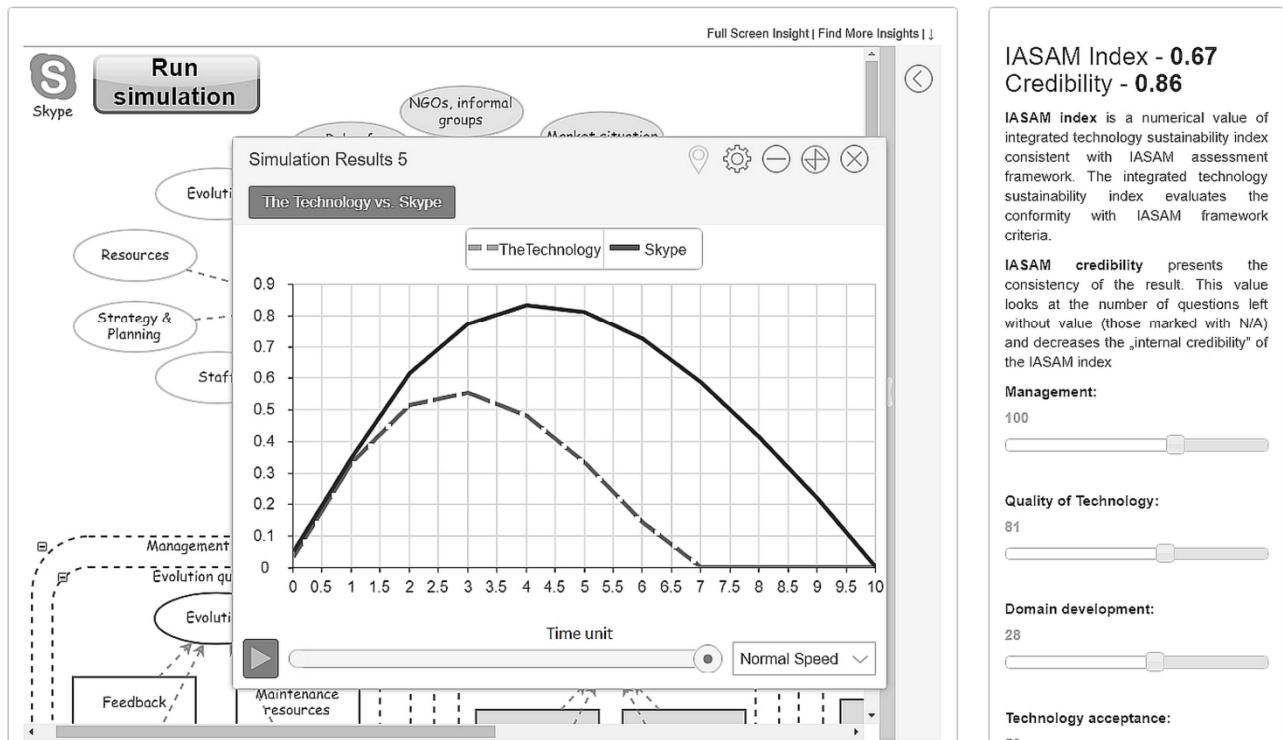 Full Screen Insight | Find More Insights | ↓
Skype
Run
simulation
NGOs, informal
groups
Market situation
Simulation Results 5
The Technology vs. Skype
TheTechnology
Skype
Resources
Strategy &
Planning
0.9
0.8
0.7
0.6
0.5
0.4
0.3
0.2
0.1
0
0 0.5 1 1.5 2 2.5 3 3.5 4 4.5 5 5.5 6 6.5 7 7.5 8 8.5 9 9.5 10
Time unit
Normal Speed
Management
Evolution qu
Evoluti
Feedback
Maintenance
resources
Evoluti
Staf
IASAM Index - 0.67
Credibility - 0.86
IASAM index is a numerical value of
integrated technology sustainability index
consistent with IASAM assessment
framework. The integrated technology
sustainability index evaluates the
conformity with IASAM framework
criteria.
IASAM credibility presents the
consistency of the result. This value
looks at the number of questions left
without value (those marked with N/A)
and decreases the „internal credibility" of
the IASAM index
Management:
100
Quality of Technology:
81
Domain development:
28
Technology acceptance: